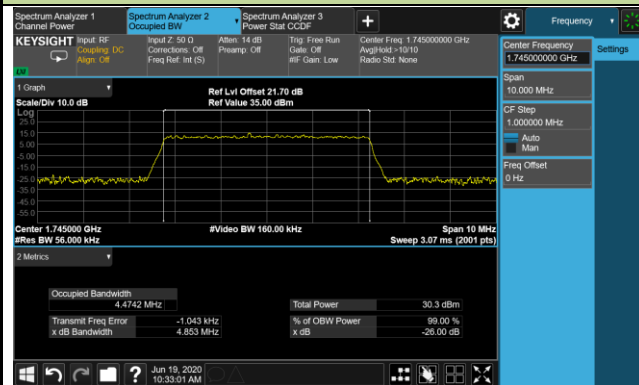 Spectrum Analyzer 1
Channel Power
Spectrum Analyzer 2
Occupied BW
Spectrum Analyzer 3
Power Stat CCDF
Frequency
KEYSIGHT
Input: RF
Coupling: DC
Align: Off
Input Z: 50 Ω
Corrections: Off
Freq Ref: Int (S)
Atten: 14 dB
Preamp: Off
Trig: Free Run
Gate: Off
#IF Gain: Low
Center Freq: 1.745000000 GHz
Avg|Hold:>10/10
Radio Std: None
Center Frequency
1.745000000 GHz
Settings
Span
10.000 MHz
CF Step
1.000000 MHz
Auto
Man
Freq Offset
0 Hz
1 Graph
Scale/Div 10.0 dB
Ref Lvl Offset 21.70 dB
Ref Value 35.00 dBm
Log
25.0
15.0
5.00
-5.00
-15.0
-25.0
-35.0
-45.0
-55.0
Center 1.745000 GHz
#Res BW 56.000 kHz
#Video BW 160.00 kHz
Span 10 MHz
Sweep 3.07 ms (2001 pts)
2 Metrics
Occupied Bandwidth
4.4742 MHz
Total Power 30.3 dBm
Transmit Freq Error -1.043 kHz
% of OBW Power 99.00 %
x dB Bandwidth 4.853 MHz
x dB -26.00 dB
?
Jun 19, 2020
10:33:01 AM